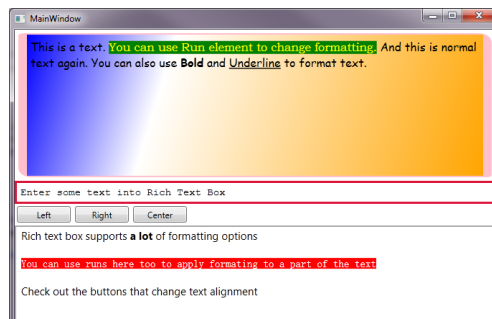 MainWindow
This is a text. You can use Run element to change formatting. And this is normal
text again. You can also use Bold and Underline to format text.
Enter some text into Rich Text Box
Left Right Center
Rich text box supports a lot of formatting options
You can use runs here too to apply formating to a part of the text
Check out the buttons that change text alignment